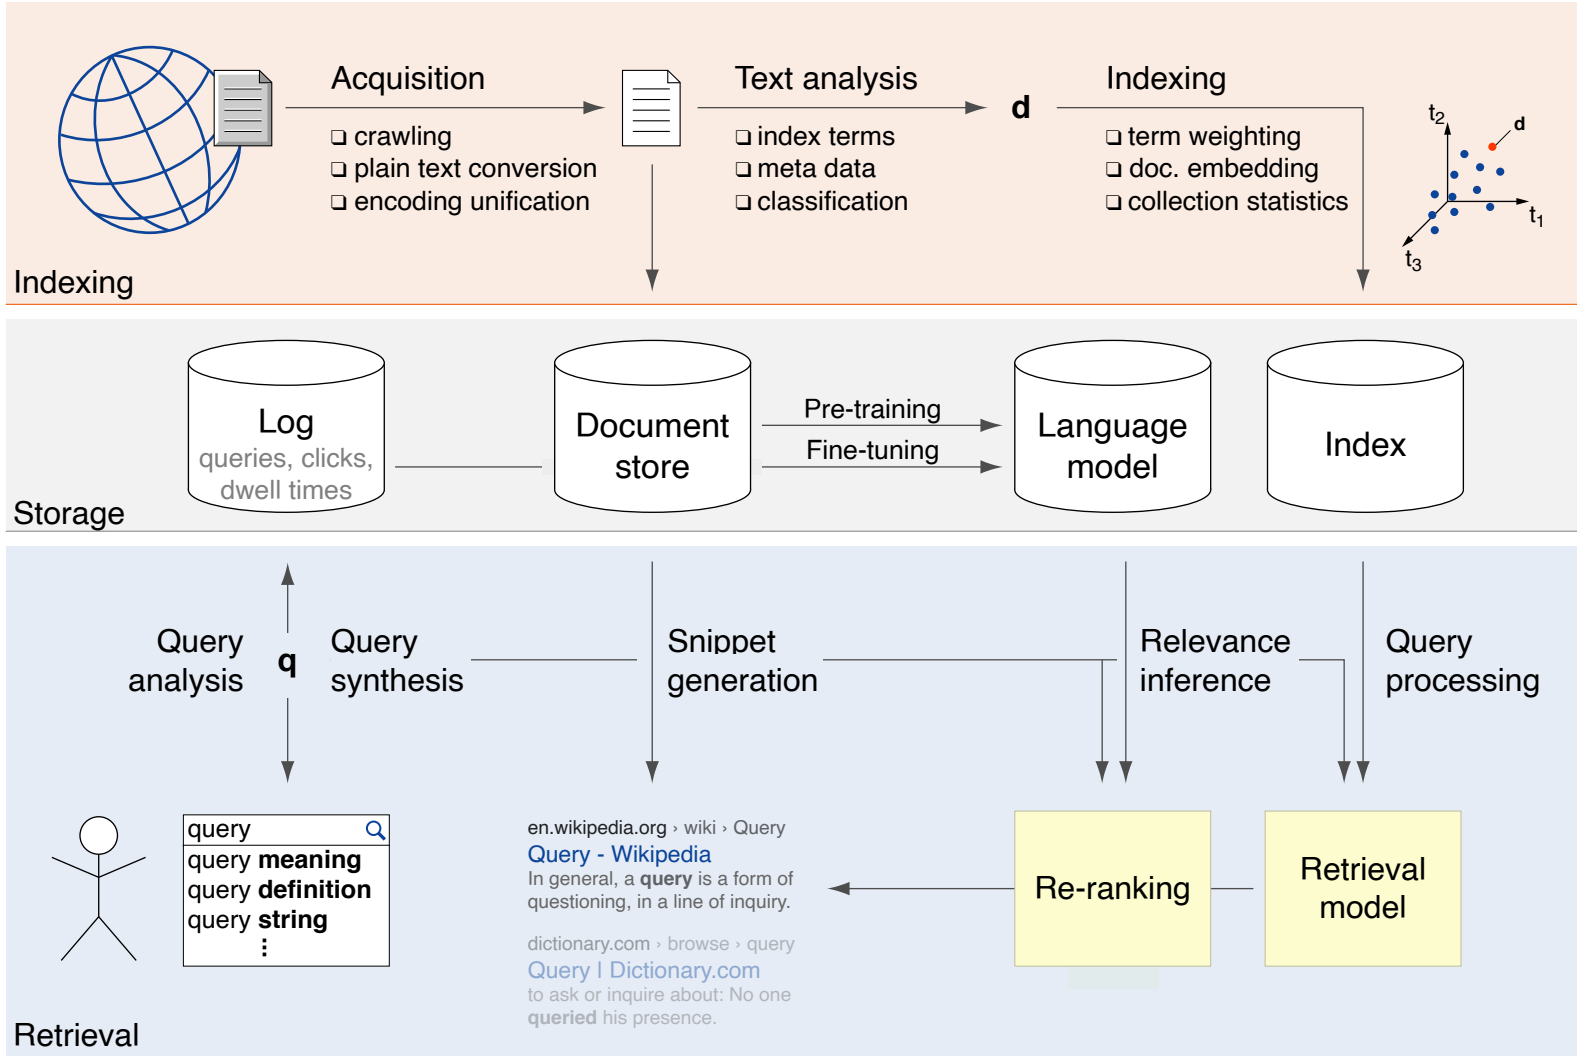 Acquisition
❏ crawling
❏ plain text conversion
❏ encoding unification
Text analysis
❏ index terms
❏ meta data
❏ classification
d
Indexing
❏ term weighting
❏ doc. embedding
❏ collection statistics
t2
d
t1
t3
Indexing
Log
queries, clicks,
dwell times
Document
store
Pre-training
Fine-tuning
Language
model
Index
Storage
Query
analysis
q
Query
synthesis
Snippet
generation
Relevance
inference
Query
processing
query
query meaning
query definition
query string
⋮
en.wikipedia.org › wiki › Query
Query - Wikipedia
In general, a query is a form of
questioning, in a line of inquiry.
dictionary.com › browse › query
Query | Dictionary.com
to ask or inquire about: No one
queried his presence.
Re-ranking
Retrieval
model
Retrieval